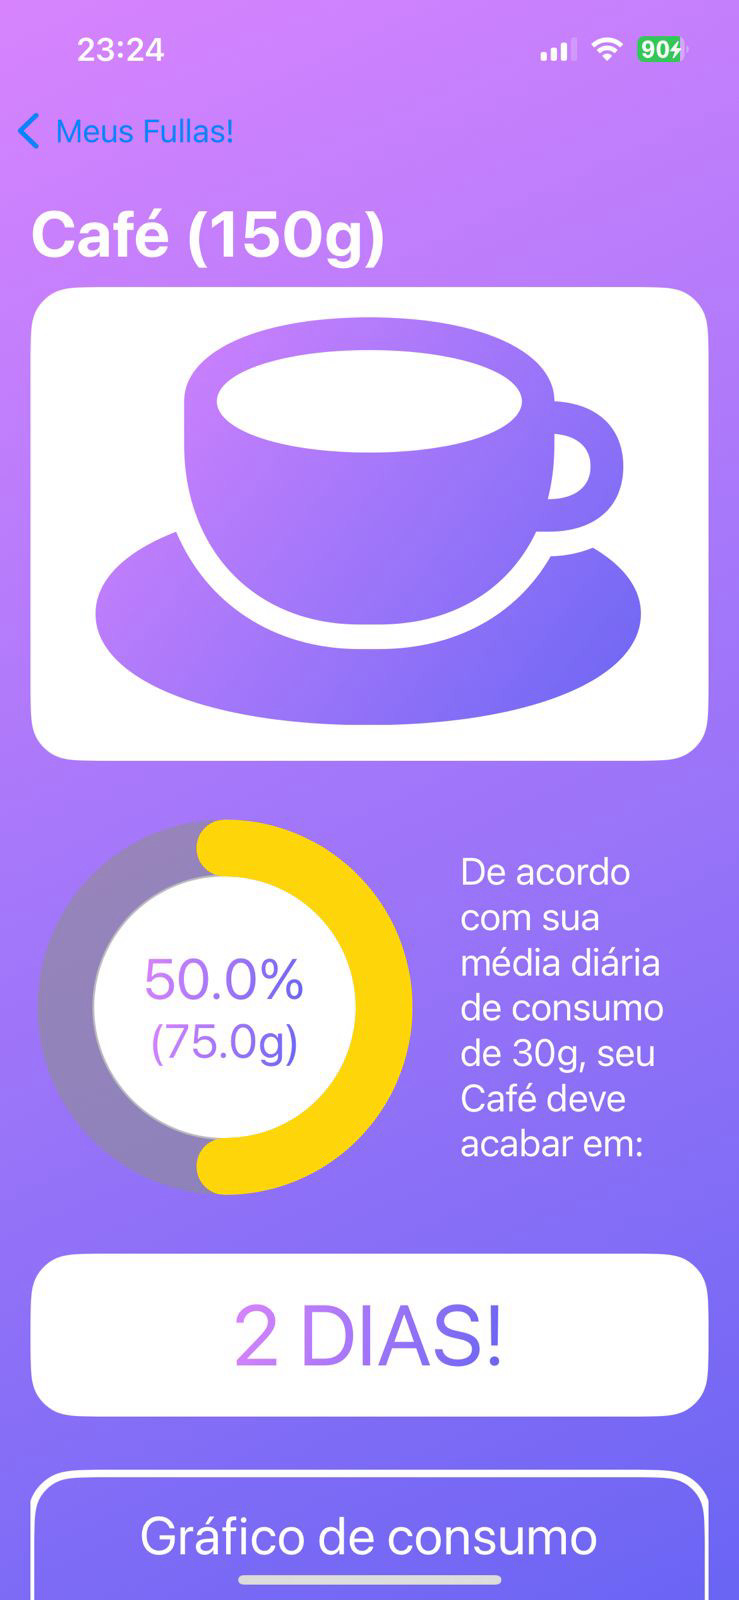 23:24
90
Meus Fullas!
Café (150g)
50.0%
(75.0g)
De acordo
com sua
média diária
de consumo
de 30g, seu
Café deve
acabar em:
2 DIAS!
Gráfico de consumo